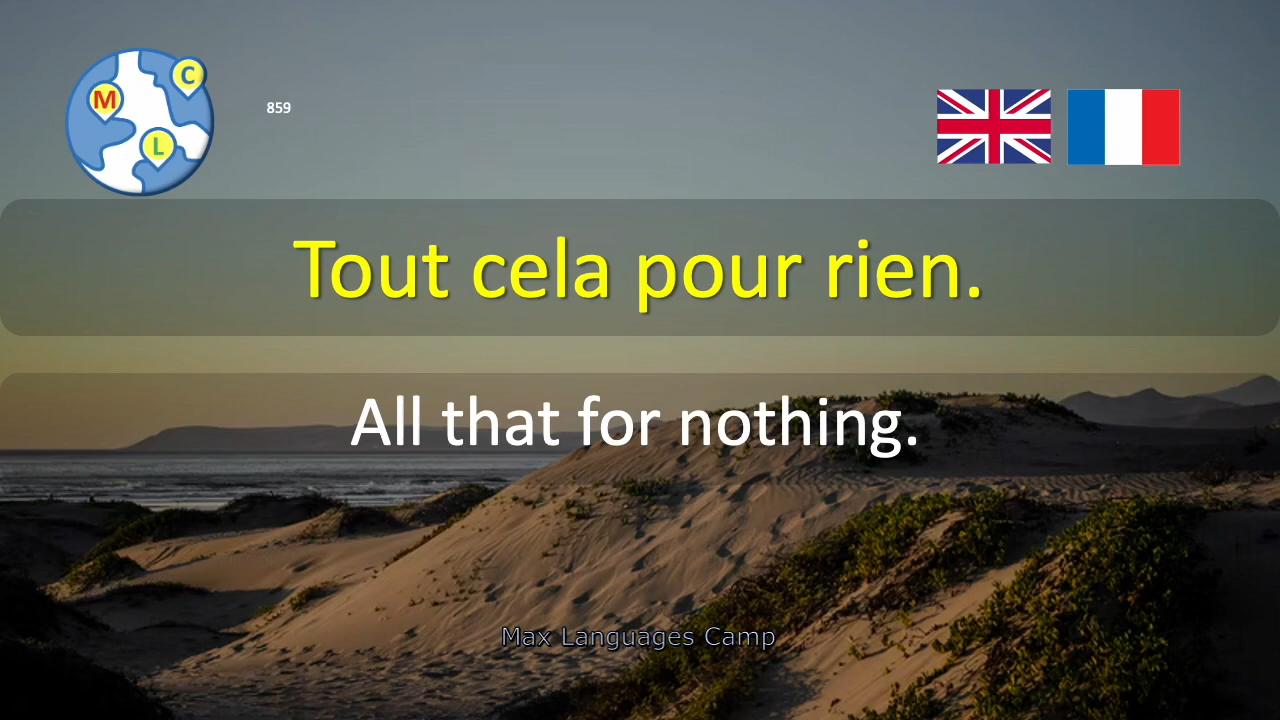 M
C
L
859
Tout cela pour rien.
All that for nothing.
Max Languages Camp